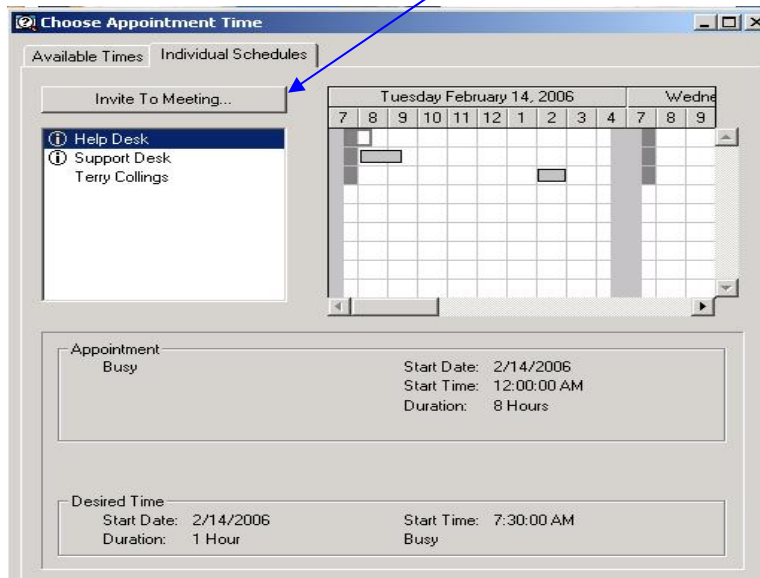 Choose Appointment Time
Available Times Individual Schedules
Invite To Meeting...
Tuesday February 14, 2006
7 8 9 10 11 12 1 2 3 4 7 8 9
Help Desk
Support Desk
Terry Collings
Appointment
Busy Start Date: 2/14/2006
Start Time: 12:00:00 AM
Duration: 8 Hours
Desired Time
Start Date: 2/14/2006 Start Time: 7:30:00 AM
Duration: 1 Hour Busy